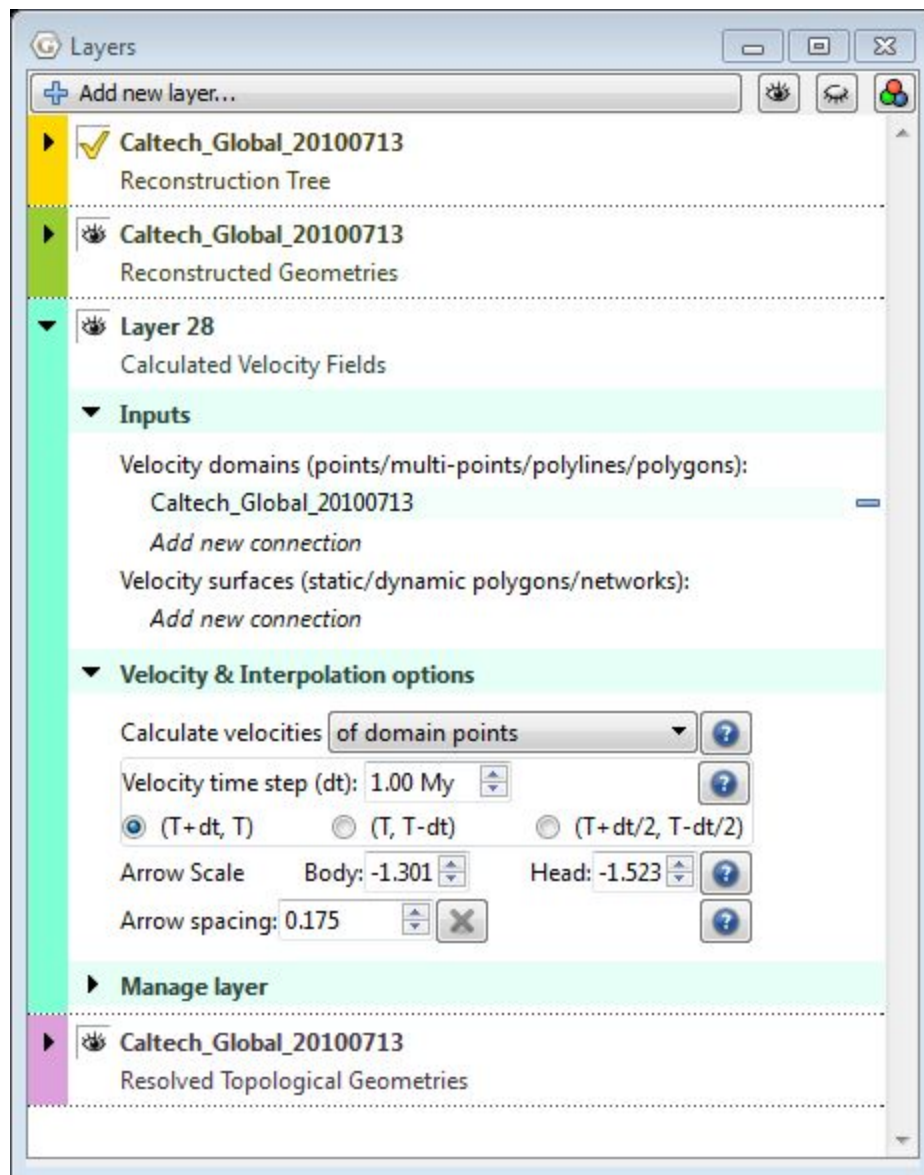 Layers
Add new layer...
Caltech_Global_20100713
Reconstruction Tree
Caltech_Global_20100713
Reconstructed Geometries
Layer 28
Calculated Velocity Fields
Inputs
Velocity domains (points/multi-points/polylines/polygons):
Caltech_Global_20100713
Add new connection
Velocity surfaces (static/dynamic polygons/networks):
Add new connection
Velocity & Interpolation options
Calculate velocities of domain points ?
Velocity time step (dt): 1.00 My ?
(T+dt, T) (T, T-dt) (T+dt/2, T-dt/2)
Arrow Scale Body: -1.301 Head: -1.523 ?
Arrow spacing: 0.175 ?
Manage layer
Caltech_Global_20100713
Resolved Topological Geometries